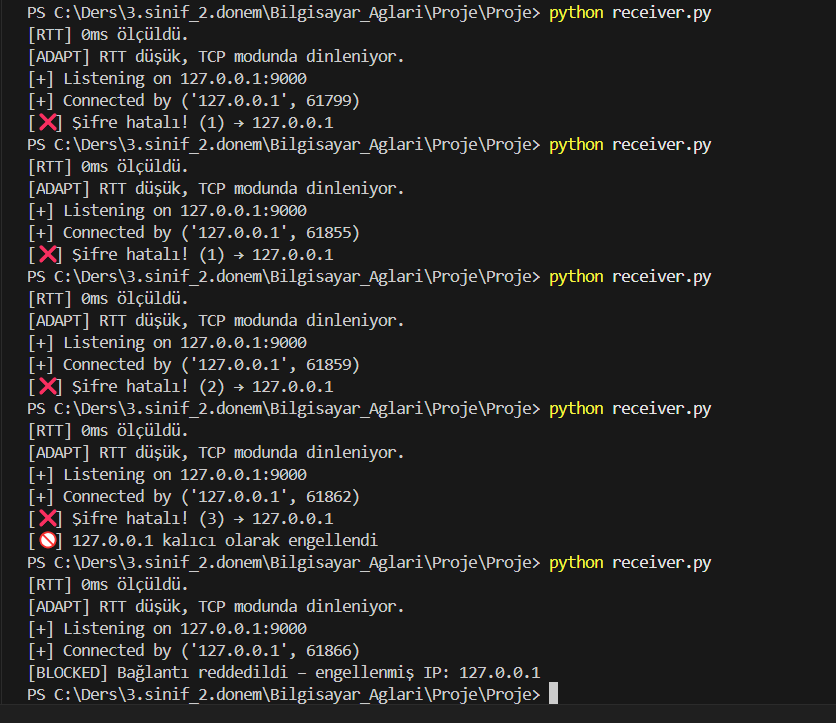 PS C:\Ders\3.sinif_2.donem\Bilgisayar_Aglari\Proje\Proje> python receiver.py
[RTT] 0ms ölçüldü.
[ADAPT] RTT düşük, TCP modunda dinleniyor.
[+] Listening on 127.0.0.1:9000
[+] Connected by ('127.0.0.1', 61799)
[❌] Şifre hatalı! (1) → 127.0.0.1
PS C:\Ders\3.sinif_2.donem\Bilgisayar_Aglari\Proje\Proje> python receiver.py
[RTT] 0ms ölçüldü.
[ADAPT] RTT düşük, TCP modunda dinleniyor.
[+] Listening on 127.0.0.1:9000
[+] Connected by ('127.0.0.1', 61855)
[❌] Şifre hatalı! (1) → 127.0.0.1
PS C:\Ders\3.sinif_2.donem\Bilgisayar_Aglari\Proje\Proje> python receiver.py
[RTT] 0ms ölçüldü.
[ADAPT] RTT düşük, TCP modunda dinleniyor.
[+] Listening on 127.0.0.1:9000
[+] Connected by ('127.0.0.1', 61859)
[❌] Şifre hatalı! (2) → 127.0.0.1
PS C:\Ders\3.sinif_2.donem\Bilgisayar_Aglari\Proje\Proje> python receiver.py
[RTT] 0ms ölçüldü.
[ADAPT] RTT düşük, TCP modunda dinleniyor.
[+] Listening on 127.0.0.1:9000
[+] Connected by ('127.0.0.1', 61862)
[❌] Şifre hatalı! (3) → 127.0.0.1
[🚫] 127.0.0.1 kalıcı olarak engellendi
PS C:\Ders\3.sinif_2.donem\Bilgisayar_Aglari\Proje\Proje> python receiver.py
[RTT] 0ms ölçüldü.
[ADAPT] RTT düşük, TCP modunda dinleniyor.
[+] Listening on 127.0.0.1:9000
[+] Connected by ('127.0.0.1', 61866)
[BLOCKED] Bağlantı reddedildi – engellenmiş IP: 127.0.0.1
PS C:\Ders\3.sinif_2.donem\Bilgisayar_Aglari\Proje\Proje>